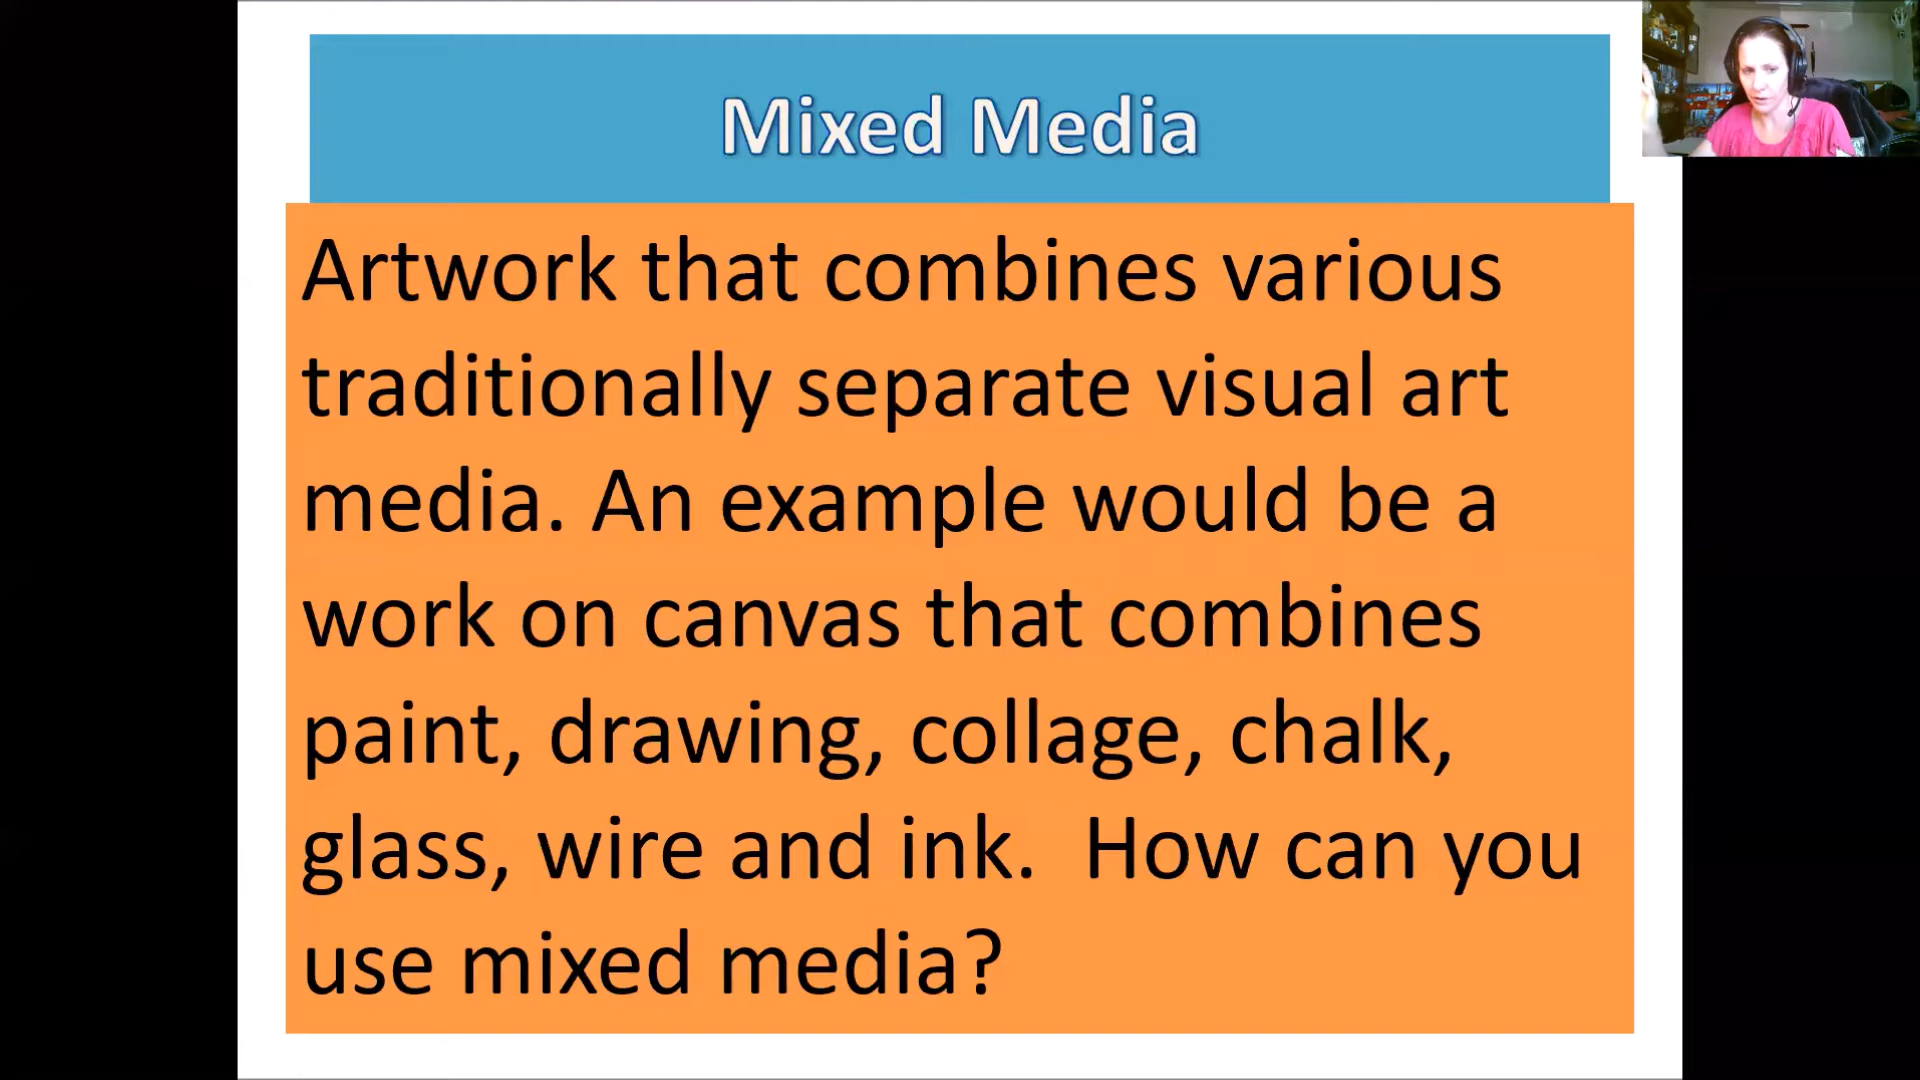 Mixed Media
Artwork that combines various
traditionally separate visual art
media. An example would be a
work on canvas that combines
paint, drawing, collage, chalk,
glass, wire and ink.  How can you
use mixed media?